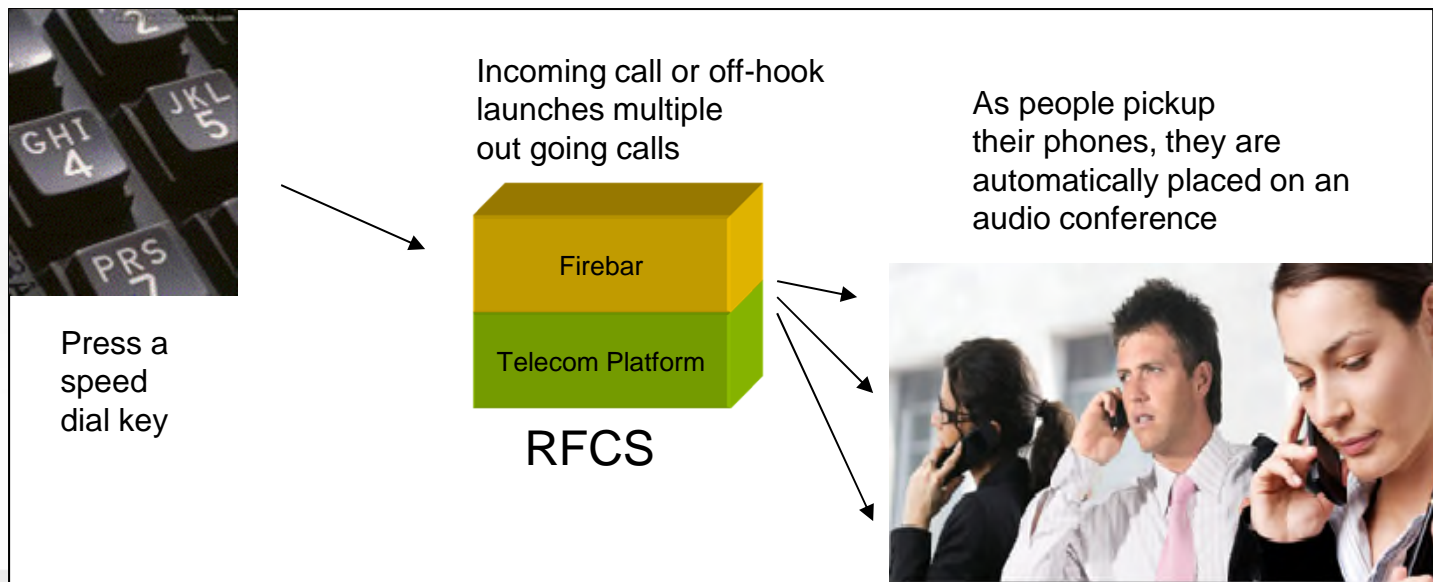 2
JKL
5
GHI
4
PRS
7
Press a
speed
dial key
Incoming call or off-hook
launches multiple
out going calls
Firebar
Telecom Platform
RFCS
As people pickup
their phones, they are
automatically placed on an
audio conference